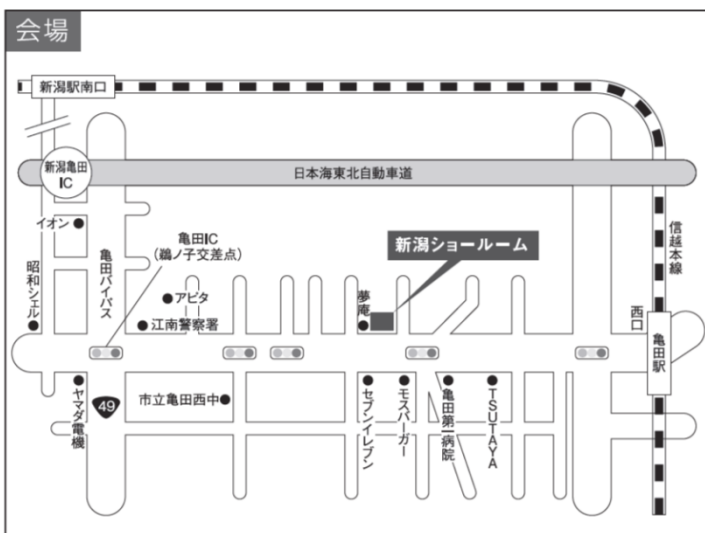 会場
新潟駅南口
新潟亀田
IC
日本海東北自動車道
イオン
亀田IC
(鵜ノ子交差点)
新潟ショールーム
信越本線
昭和シェル
亀田バイパス
アピタ
夢庵
江南警察署
西口
亀田駅
ヤマダ電機
49
市立亀田西中
セブンイレブン
モスバーガー
亀田第一病院
TSUTAYA